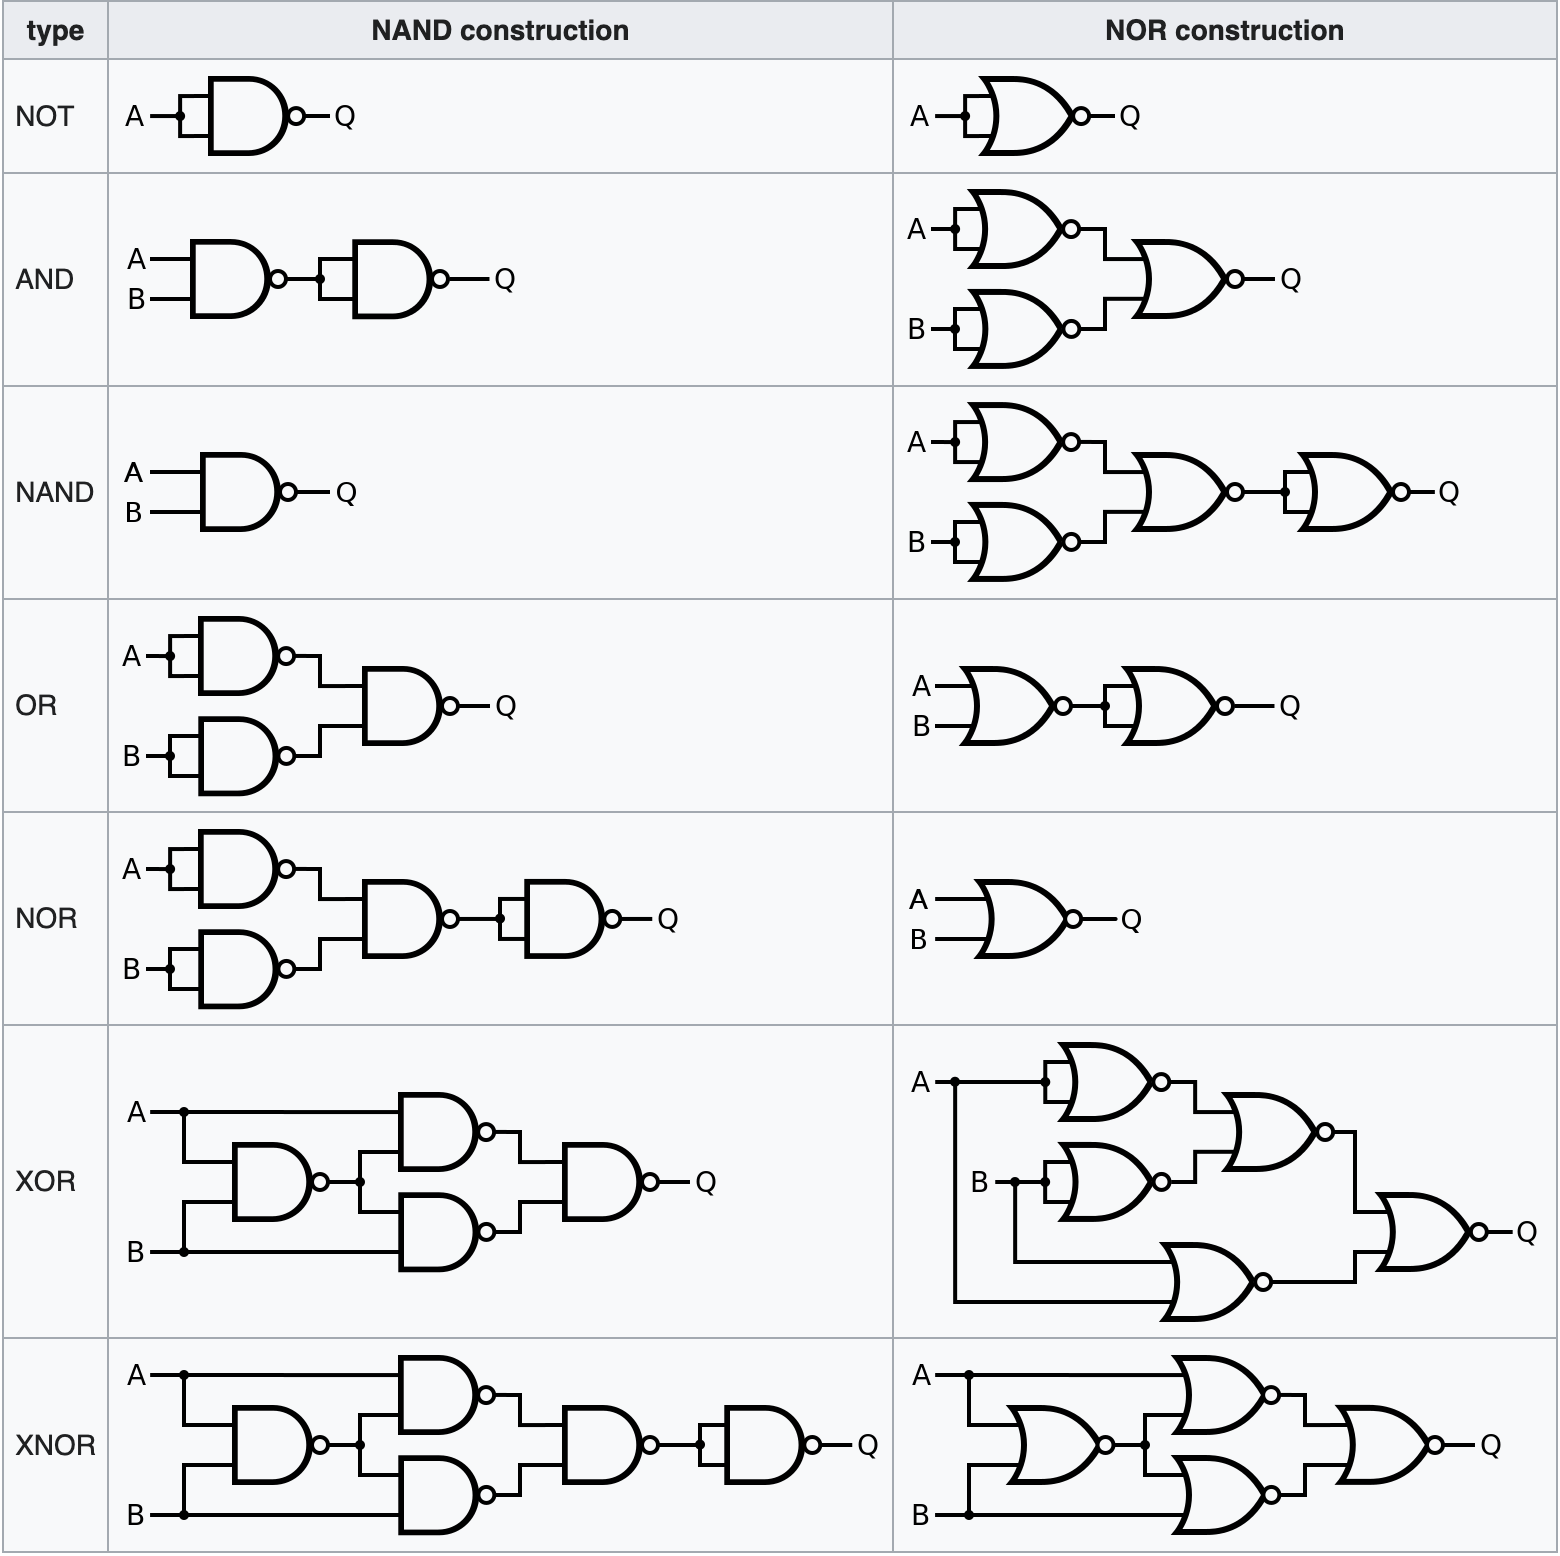 type NAND construction NOR construction
NOT A Q A Q
AND A B Q A B Q
NAND A B Q A B Q
OR A B Q A B Q
NOR A B Q A B Q
XOR A B Q A B Q
XNOR A B Q A B Q